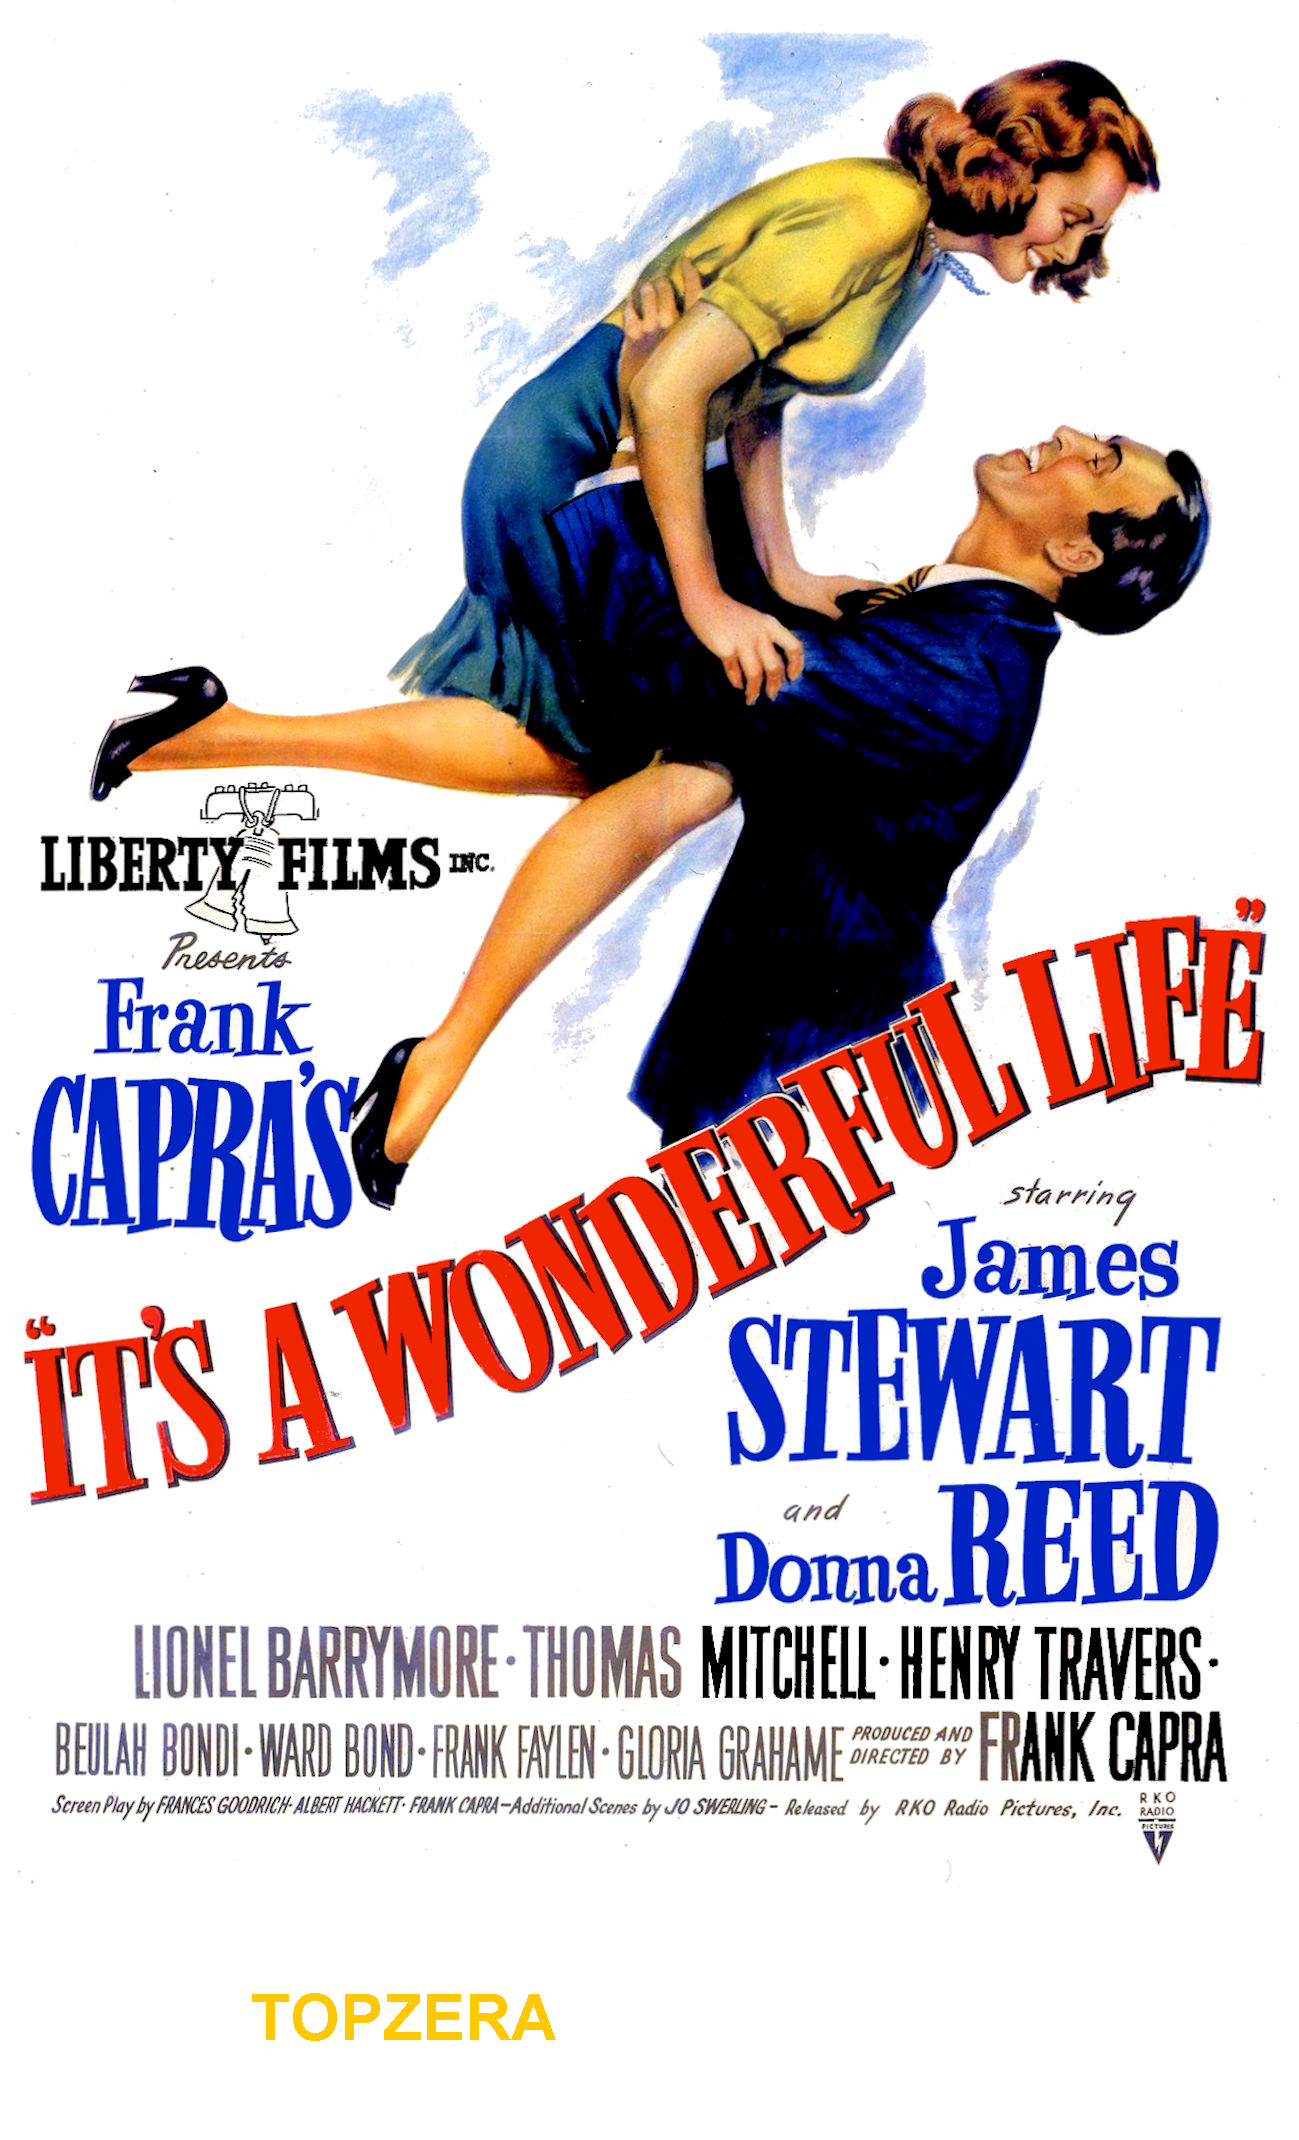 LIBERTY FILMS INC.
Presents
Frank
CAPRA'S
"IT'S A WONDERFUL LIFE"
starring
James
STEWART
and
Donna REED
LIONEL BARRYMORE · THOMAS MITCHELL · HENRY TRAVERS ·
BEULAH BONDI · WARD BOND · FRANK FAYLEN · GLORIA GRAHAME PRODUCED AND DIRECTED BY FRANK CAPRA
Screen Play by FRANCES GOODRICH · ALBERT HACKETT · FRANK CAPRA — Additional Scenes by JO SWERLING - Released by RKO Radio Pictures, Inc.
RKO
RADIO
PICTURES
TOPZERA